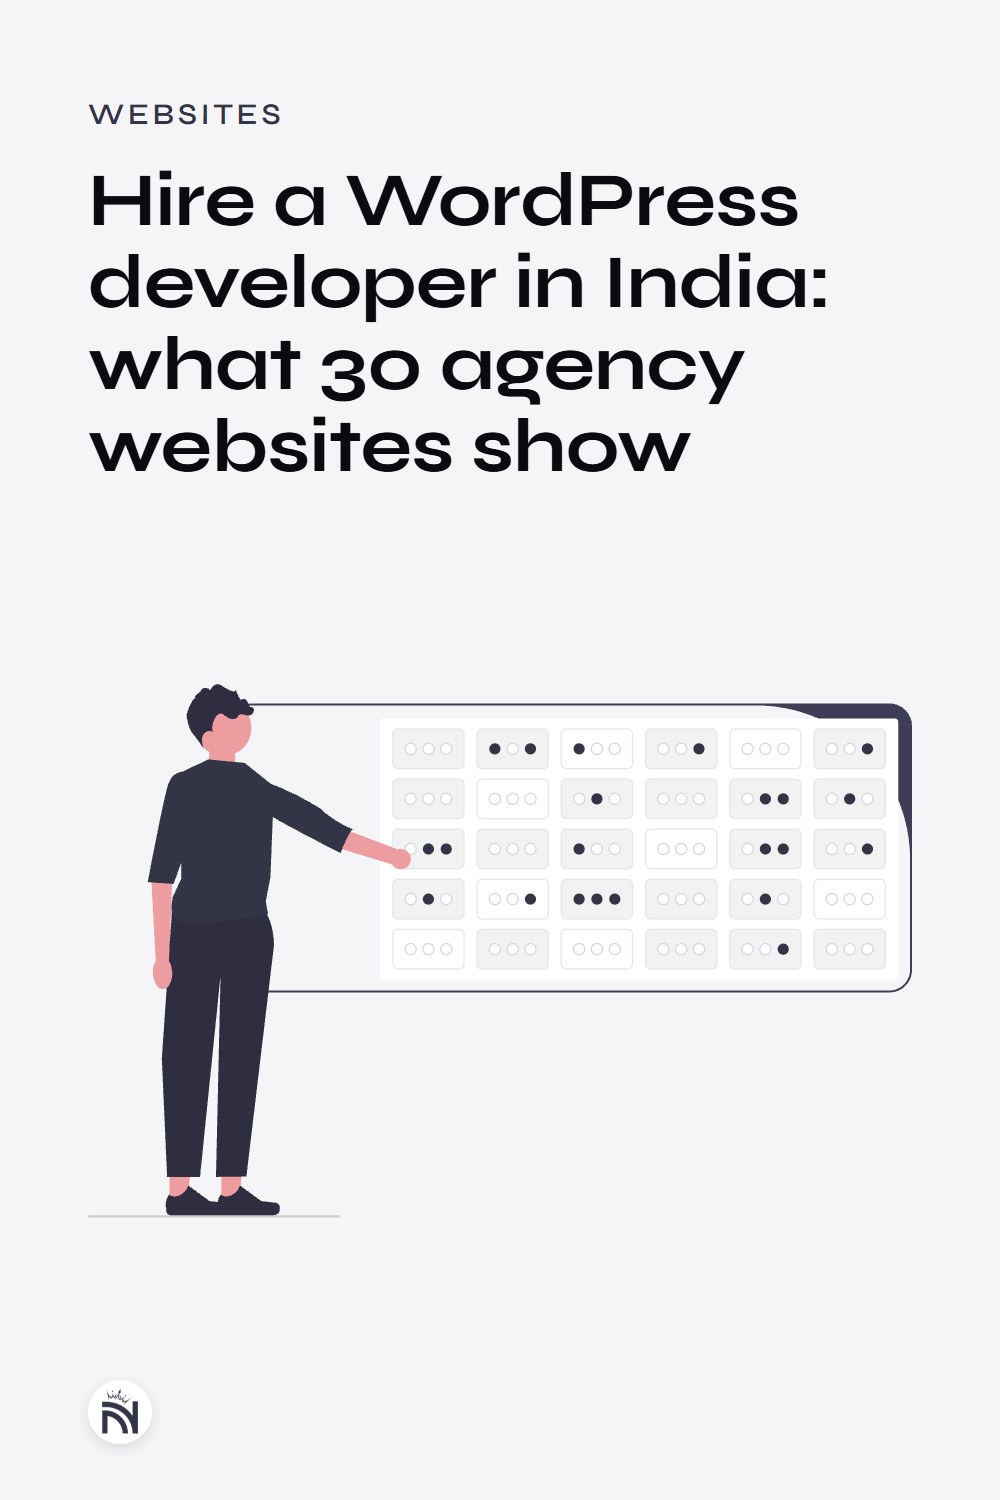 WEBSITES
Hire a WordPress
developer in India:
what 30 agency
websites show